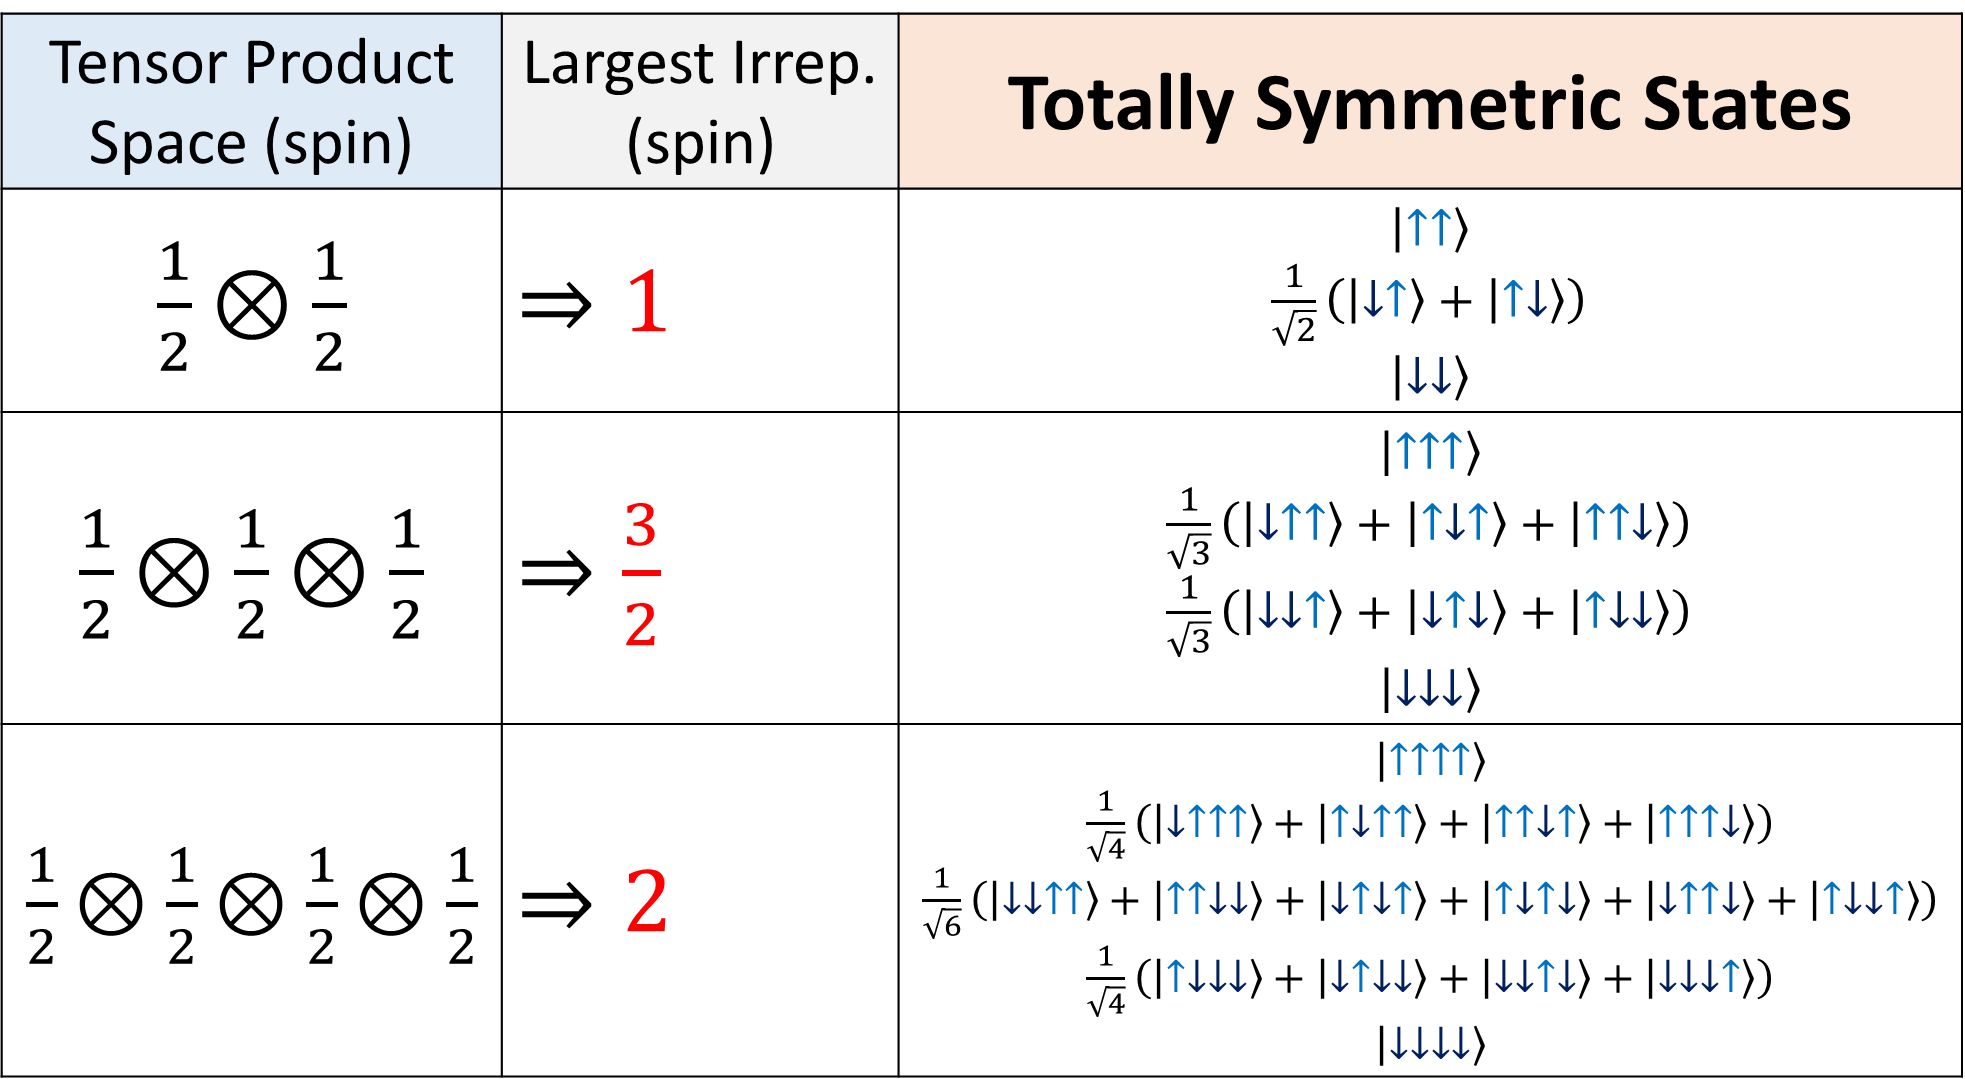 Tensor Product Space (spin)
Largest Irrep. (spin)
Totally Symmetric States
1/2 ⊗ 1/2
⇒ 1
|↑↑⟩
1/√2 (|↓↑⟩ + |↑↓⟩)
|↓↓⟩
1/2 ⊗ 1/2 ⊗ 1/2
⇒ 3/2
|↑↑↑⟩
1/√3 (|↓↑↑⟩ + |↑↓↑⟩ + |↑↑↓⟩)
1/√3 (|↓↓↑⟩ + |↓↑↓⟩ + |↑↓↓⟩)
|↓↓↓⟩
1/2 ⊗ 1/2 ⊗ 1/2 ⊗ 1/2
⇒ 2
|↑↑↑↑⟩
1/√4 (|↓↑↑↑⟩ + |↑↓↑↑⟩ + |↑↑↓↑⟩ + |↑↑↑↓⟩)
1/√6 (|↓↓↑↑⟩ + |↑↑↓↓⟩ + |↓↑↓↑⟩ + |↑↓↑↓⟩ + |↓↑↑↓⟩ + |↑↓↓↑⟩)
1/√4 (|↑↓↓↓⟩ + |↓↑↓↓⟩ + |↓↓↑↓⟩ + |↓↓↓↑⟩)
|↓↓↓↓⟩